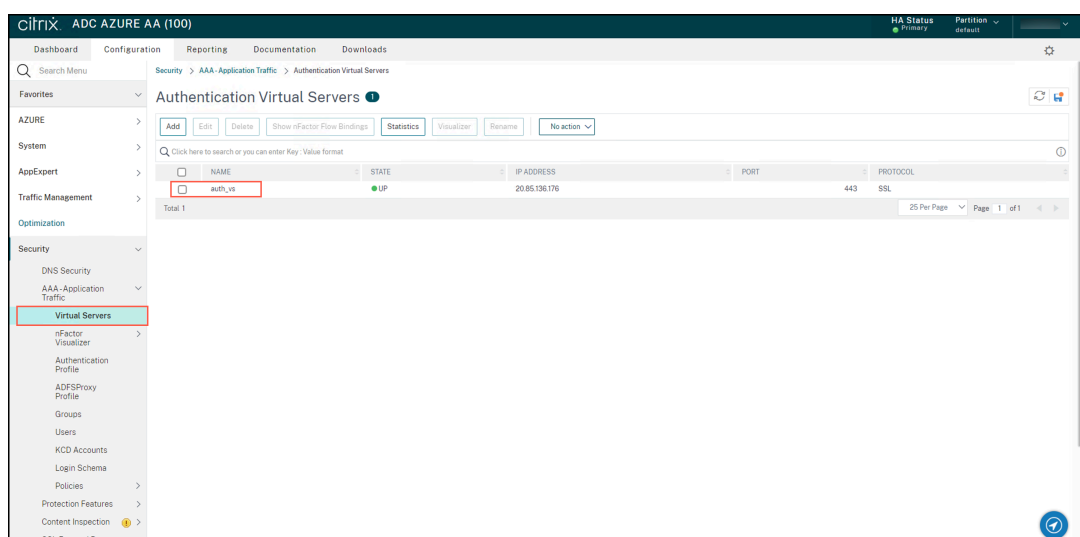 citrix. ADC AZURE AA (100)
HA Status
Primary
Partition
default
Dashboard Configuration Reporting Documentation Downloads
Search Menu
Favorites
AZURE
System
AppExpert
Traffic Management
Optimization
Security
DNS Security
AAA - Application
Traffic
Virtual Servers
nFactor
Visualizer
Authentication
Profile
ADFSProxy
Profile
Groups
Users
KCD Accounts
Login Schema
Policies
Protection Features
Content Inspection
Security > AAA - Application Traffic > Authentication Virtual Servers
Authentication Virtual Servers 1
Add Edit Delete Show nFactor Flow Bindings Statistics Visualizer Rename No action
Click here to search or you can enter Key : Value format
NAME STATE IP ADDRESS PORT PROTOCOL
auth_vs UP 20.85.136.176 443 SSL
Total 1 25 Per Page Page 1 of 1